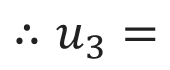 ∴ u₃ =